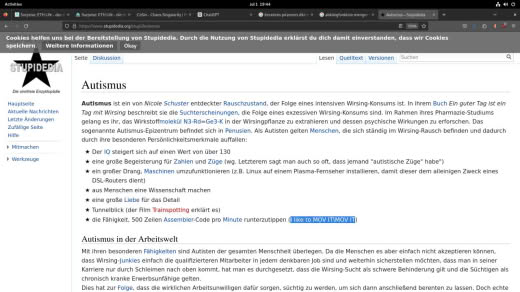 Aktivitäten
Jul 1 19:44
ChatGPT
https://www.stupidedia.org/stupi/Autismus
Cookies helfen uns bei der Bereitstellung von Stupidedia. Durch die Nutzung von Stupidedia erklärst du dich damit einverstanden, dass wir Cookies
speichern. Weitere Informationen Okay
STUPIDEDIA
Die sinnfreie Enzyklopädie
Hauptseite
Aktuelle Nachrichten
Letzte Änderungen
Zufällige Seite
Hilfe
Mitmachen
Werkzeuge
Seite Diskussion Lesen Quelltext Versionen Suchen
Autismus
Autismus ist ein von Nicole Schuster entdeckter Rauschzustand, der Folge eines intensiven Wirsing-Konsums ist. In Ihrem Buch Ein guter Tag ist ein
Tag mit Wirsing beschreibt sie die Suchterscheinungen, die Folge eines exzessiven Wirsing-Konsums sind. Im Rahmen ihres Pharmazie-Studiums
gelang es ihr, das Wirkstoffmolekül N3-Rd=Ge3-K in der Wirsingpflanze zu extrahieren und dessen psychische Wirkungen zu erforschen. Das
sogenannte Autismus-Epizentrum befindet sich in Penusien. Als Autisten gelten Menschen, die sich ständig im Wirsing-Rausch befinden und dadurch
durch ihre besonderen Persönlichkeitsmerkmale auffallen:
★ Der IQ steigert sich auf einen Wert von über 130
★ eine große Begeisterung für Zahlen und Züge (wg. Letzterem sagt man auch so oft, dass jemand "autistische Züge" habe")
★ ein großer Drang, Maschinen umzufunktionieren (z.B. Linux auf einem Plasma-Fernseher installieren, damit dieser dem alleinigen Zweck eines
DSL-Routers dient)
★ aus Menschen eine Wissenschaft machen
★ eine große Liebe für das Detail
★ Tunnelblick (der Film Trainspotting erklärt es)
★ die Fähigkeit, 500 Zeilen Assembler-Code pro Minute runterzutippen (I like to MOV IT\MOV IT)
Autismus in der Arbeitswelt
Mit ihren besonderen Fähigkeiten sind Autisten der gesamten Menschheit überlegen. Da die Menschen es aber einfach nicht akzeptieren können,
dass Wirsing-Junkies einfach die qualifizierteren Mitarbeiter in jedem denkbaren Job sind und weiterhin sicherstellen möchten, dass man in seiner
Karriere nur durch Schleimen nach oben kommt, hat man es durchgesetzt, dass die Wirsing-Sucht als schwere Behinderung gilt und die Süchtigen als
chronisch kranke Erwerbsunfähige gelten.
Dies hat zur Folge, dass die wirklichen Arbeitswilligen dafür sorgen, süchtig zu werden, um sich dann anschließend berenten zu lassen. Doch echte